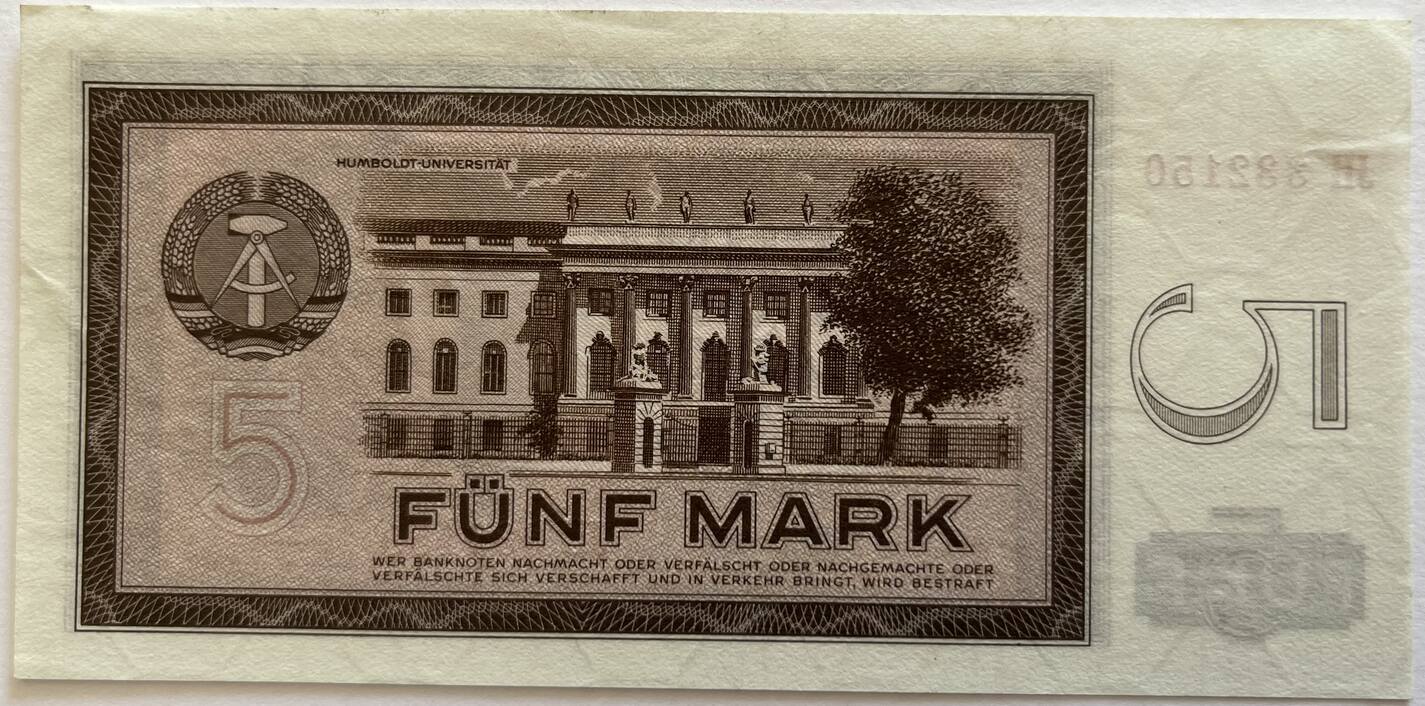 HUMBOLDT-UNIVERSITÄT
5
5
FÜNF MARK
WER BANKNOTEN NACHMACHT ODER VERFÄLSCHT ODER NACHGEMACHTE ODER
VERFÄLSCHTE SICH VERSCHAFFT UND IN VERKEHR BRINGT, WIRD BESTRAFT